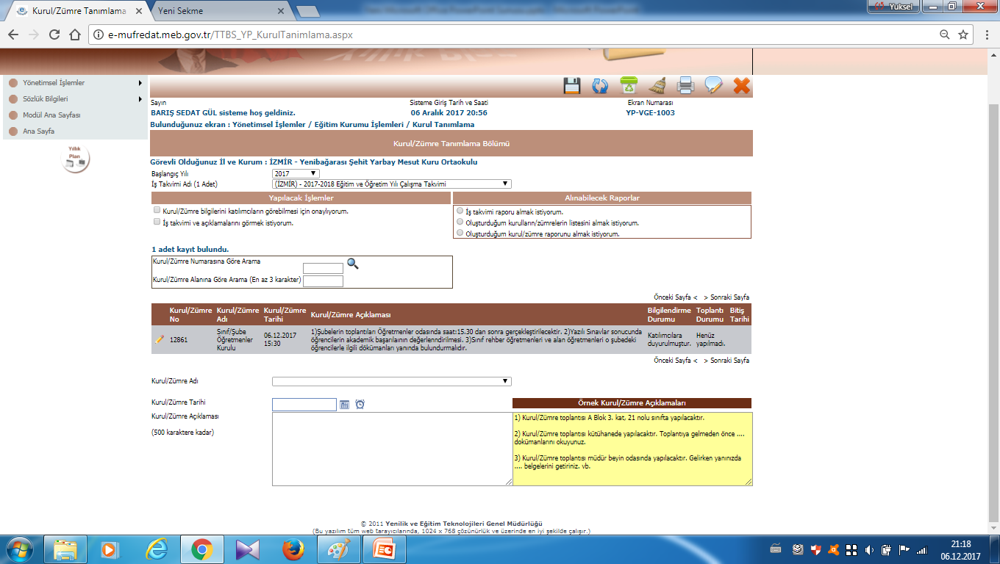 Kurul/Zümre Tanımlama
Yeni Sekme
Yüksel
e-mufredat.meb.gov.tr/TTBS_YP_KurulTanimlama.aspx
Yönetimsel İşlemler
Sözlük Bilgileri
Modül Ana Sayfası
Ana Sayfa
Yıllık
Plan
Sayın
Sisteme Giriş Tarih ve Saati
Ekran Numarası
BARIŞ SEDAT GÜL sisteme hoş geldiniz.
06 Aralık 2017 20:56
YP-VGE-1003
Bulunduğunuz ekran : Yönetimsel İşlemler / Eğitim Kurumu İşlemleri / Kurul Tanımlama
Kurul/Zümre Tanımlama Bölümü
Görevli Olduğunuz İl ve Kurum : İZMİR - Yenibağarası Şehit Yarbay Mesut Kuru Ortaokulu
Başlangıç Yılı
2017
İş Takvimi Adı (1 Adet)
(İZMİR) - 2017-2018 Eğitim ve Öğretim Yılı Çalışma Takvimi
Yapılacak İşlemler
Kurul/Zümre bilgilerini katılımcıların görebilmesi için onaylıyorum.
İş takvimi ve açıklamalarını görmek istiyorum.
Alınabilecek Raporlar
İş takvimi raporu almak istiyorum.
Oluşturduğum kurulların/zümrelerin listesini almak istiyorum.
Oluşturduğum kurul/zümre raporunu almak istiyorum.
1 adet kayıt bulundu.
Kurul/Zümre Numarasına Göre Arama
Kurul/Zümre Alanına Göre Arama (En az 3 karakter)
Önceki Sayfa < > Sonraki Sayfa
Kurul/Zümre No
Kurul/Zümre Adı
Kurul/Zümre Tarihi
Kurul/Zümre Açıklaması
Bilgilendirme Durumu
Toplantı Durumu
Bitiş Tarihi
12861
Sınıf/Şube
Öğretmenler
Kurulu
06.12.2017
15:30
1)Şubelerin toplantıları Öğretmenler odasında saat:15.30 dan sonra gerçekleştirilecektir. 2)Yazılı Sınavlar sonucunda
öğrencilerin akademik başarılaının değerlenndirilmesi. 3)Sınıf rehber öğretmenleri ve alan öğretmenleri o şubedeki
öğrencilerle ilgili dökümanları yanında bulundurmalıdır.
Katılımcılara
duyurulmuştur.
Henüz
yapılmadı.
Önceki Sayfa < > Sonraki Sayfa
Kurul/Zümre Adı
Kurul/Zümre Tarihi
Kurul/Zümre Açıklaması
(500 karaktere kadar)
Örnek Kurul/Zümre Açıklamaları
1) Kurul/Zümre toplantısı A Blok 3. kat, 21 nolu sınıfta yapılacaktır.
2) Kurul/Zümre toplantısı kütühanede yapılacaktır. Toplantıya gelmeden önce ....
dokümanlarını okuyunuz.
3) Kurul/Zümre toplantısı müdür beyin odasında yapılacaktır. Gelirken yanınızda
.... belgelerini getiriniz. vb.
© 2011 Yenilik ve Eğitim Teknolojileri Genel Müdürlüğü
(Bu yazılım tüm web tarayıcılarında, 1024 x 768 çözünürlük ve üzerinde en iyi şekilde çalışır.)
21:18
06.12.2017